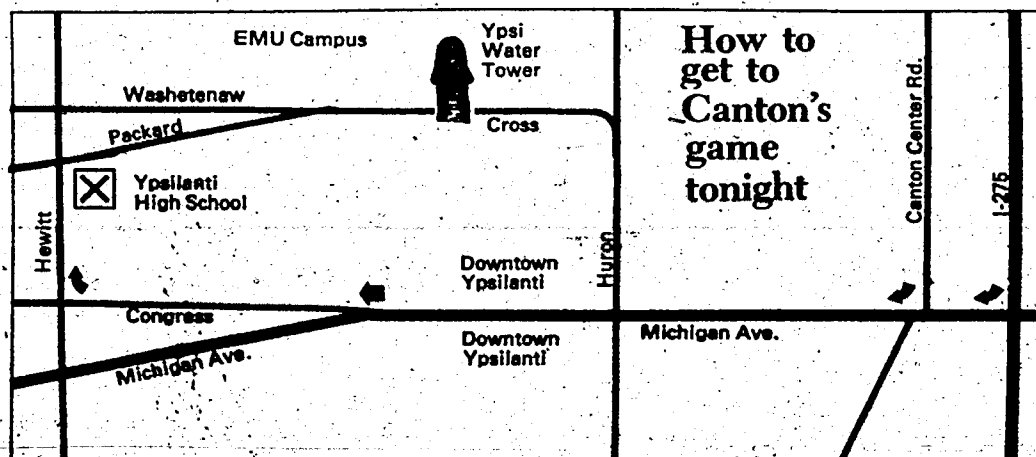 How to
get to
Canton's
game
tonight
EMU Campus
Ypsi
Water
Tower
Washetenaw
Packard
Cross
Ypsilanti
High School
Hewitt
Huron
Canton Center Rd.
I-275
Downtown
Ypsilanti
Congress
Michigan Ave.
Downtown
Ypsilanti
Michigan Ave.